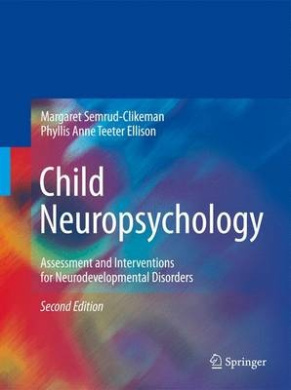 Margaret Semrud-Clikeman
Phyllis Anne Teeter Ellison
Child
Neuropsychology
Assessment and Interventions
for Neurodevelopmental Disorders
Second Edition
Springer